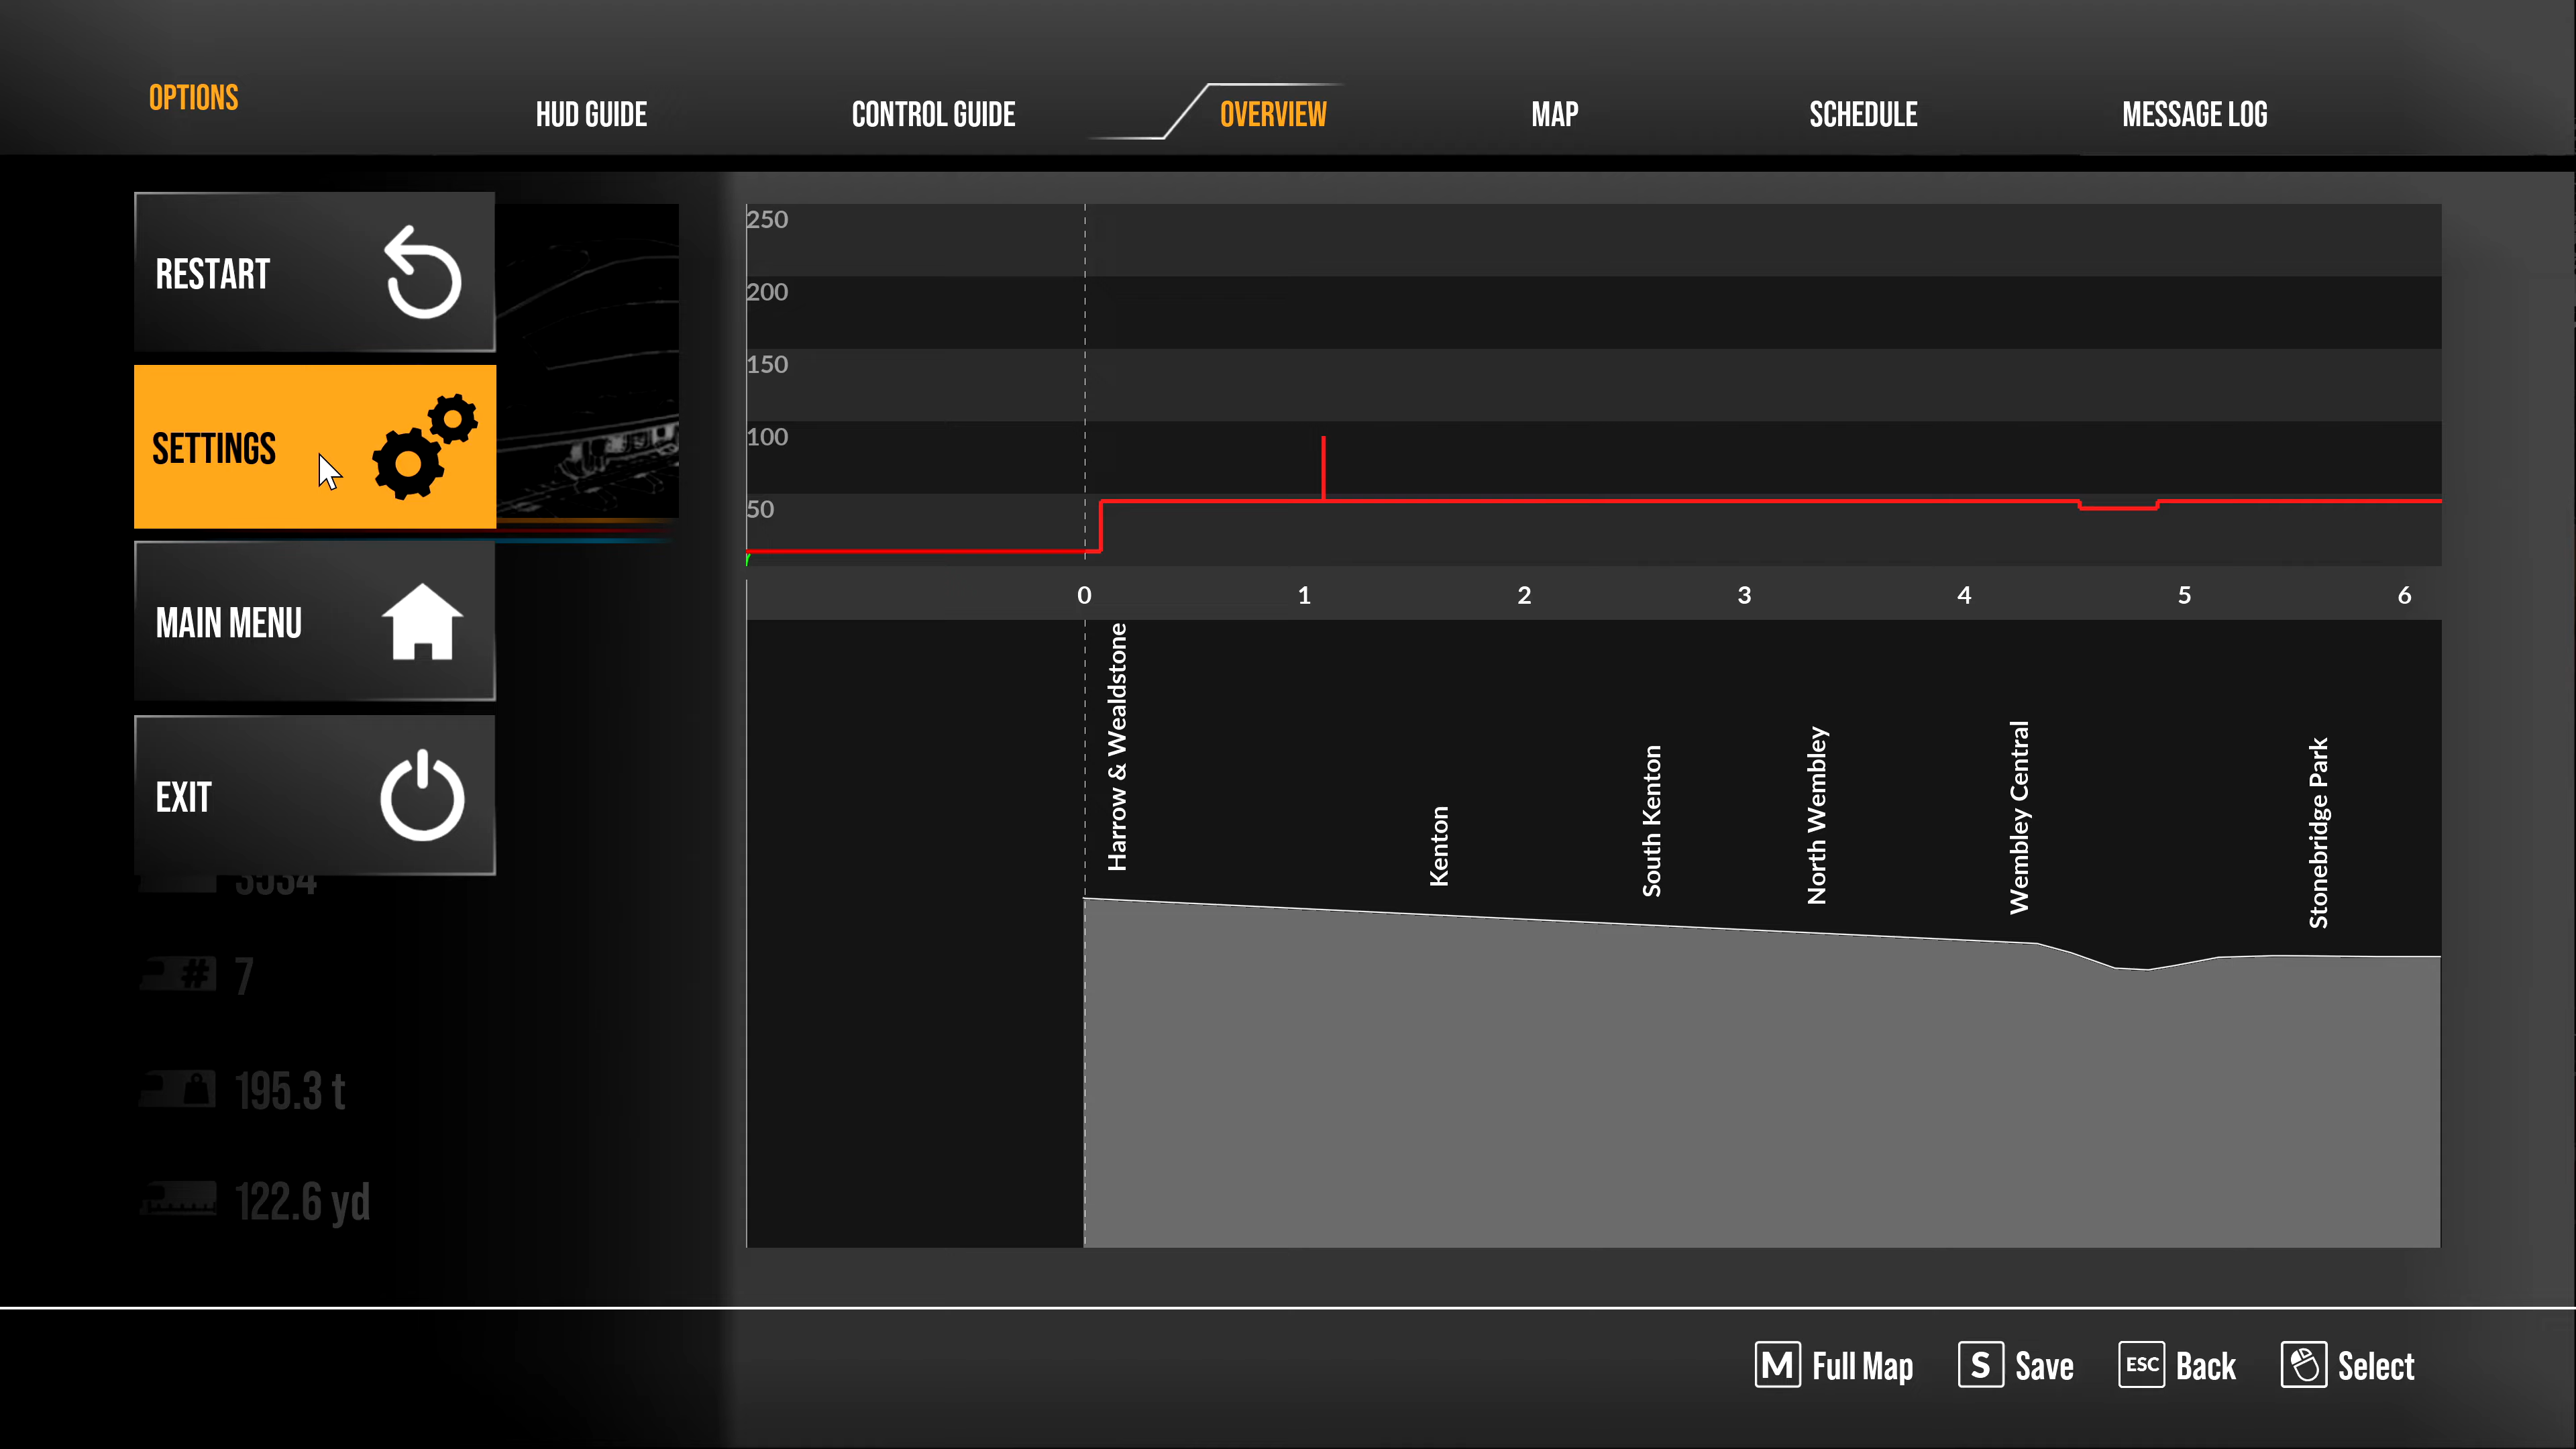 OPTIONS
HUD GUIDE
CONTROL GUIDE
OVERVIEW
MAP
SCHEDULE
MESSAGE LOG
RESTART
SETTINGS
MAIN MENU
EXIT
# 7
195.3 t
122.6 yd
250
200
150
100
50
0 1 2 3 4 5 6
Harrow & Wealdstone
Kenton
South Kenton
North Wembley
Wembley Central
Stonebridge Park
M Full Map
S Save
ESC Back
Select